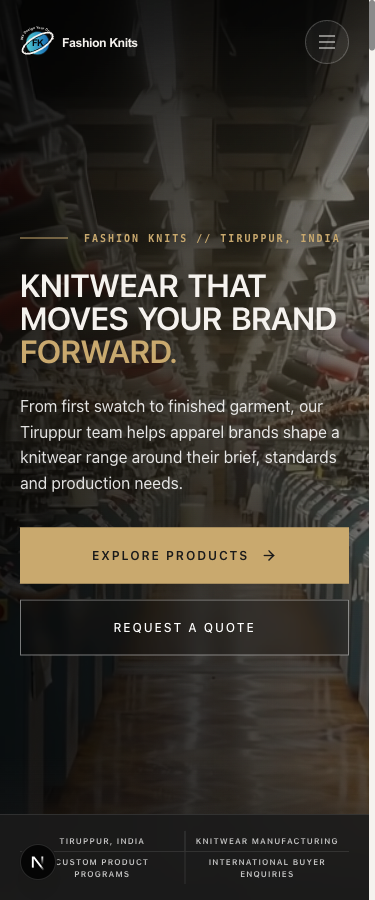 FK
Fashion Knits
FASHION KNITS // TIRUPPUR, INDIA
KNITWEAR THAT
MOVES YOUR BRAND
FORWARD.
From first swatch to finished garment, our
Tiruppur team helps apparel brands shape a
knitwear range around their brief, standards
and production needs.
EXPLORE PRODUCTS
REQUEST A QUOTE
TIRUPPUR, INDIA
KNITWEAR MANUFACTURING
N
CUSTOM PRODUCT
PROGRAMS
INTERNATIONAL BUYER
ENQUIRIES